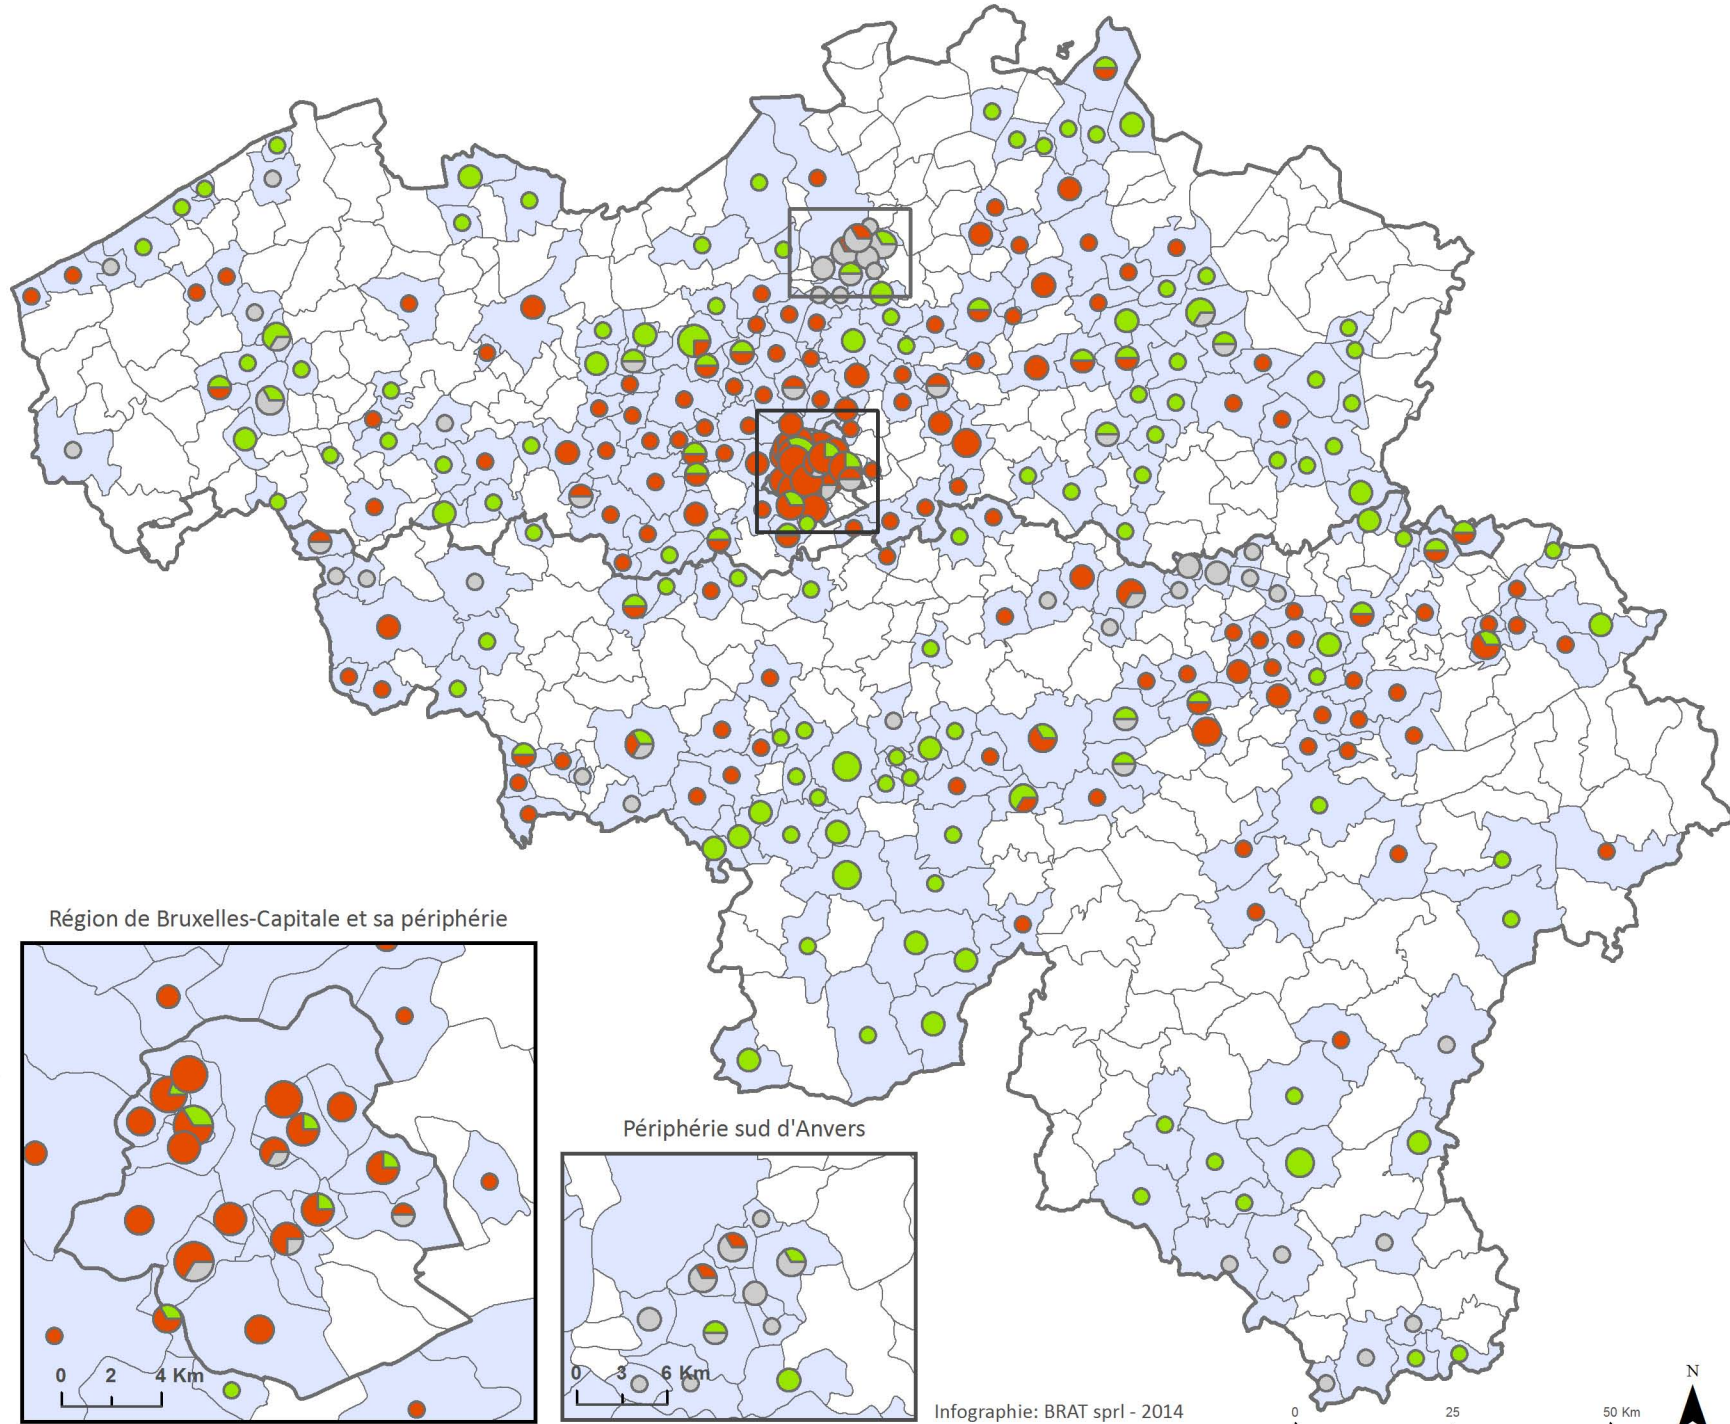 Région de Bruxelles-Capitale et sa périphérie
0 2 4 Km
Périphérie sud d'Anvers
0 3 6 Km
Infographie: BRAT sprl - 2014
N
0 25 50 Km